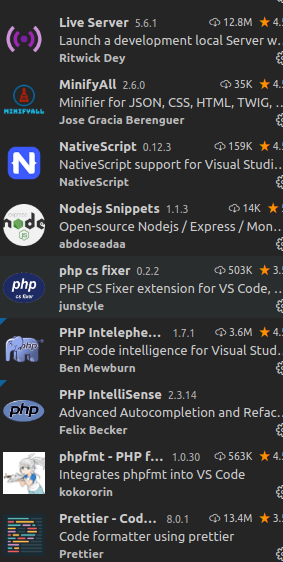 Live Server 5.6.1 12.8M 4.5
Launch a development local Server w...
Ritwick Dey
MinifyAll 2.6.0 35K 4.5
MINIFYALL
Minifier for JSON, CSS, HTML, TWIG, ...
Jose Gracia Berenguer
NativeScript 0.12.3 159K 4.5
NativeScript support for Visual Studi...
NativeScript
Nodejs Snippets 1.1.3 14K 5
node
Open-source Nodejs / Express / Mon...
abdoseadaa
php cs fixer 0.2.2 503K 3.5
php
cs fixer
PHP CS Fixer extension for VS Code, ...
junstyle
PHP Intelephe... 1.7.1 3.6M 4.5
php
PHP code intelligence for Visual Stud...
Ben Mewburn
PHP IntelliSense 2.3.14
php
Advanced Autocompletion and Refac...
Felix Becker
phpfmt - PHP f... 1.0.30 563K 4.5
Integrates phpfmt into VS Code
kokororin
Prettier - Cod... 8.0.1 13.4M 3.5
Code formatter using prettier
Prettier